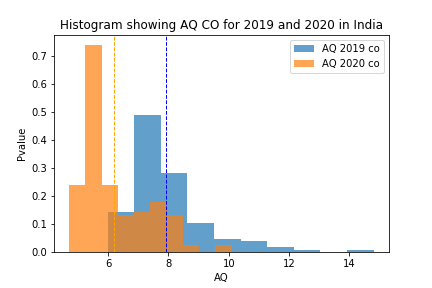 Histogram showing AQ CO for 2019 and 2020 in India
AQ 2019 co
AQ 2020 co
Pvalue
0.7
0.6
0.5
0.4
0.3
0.2
0.1
0.0
6 8 10 12 14
AQ